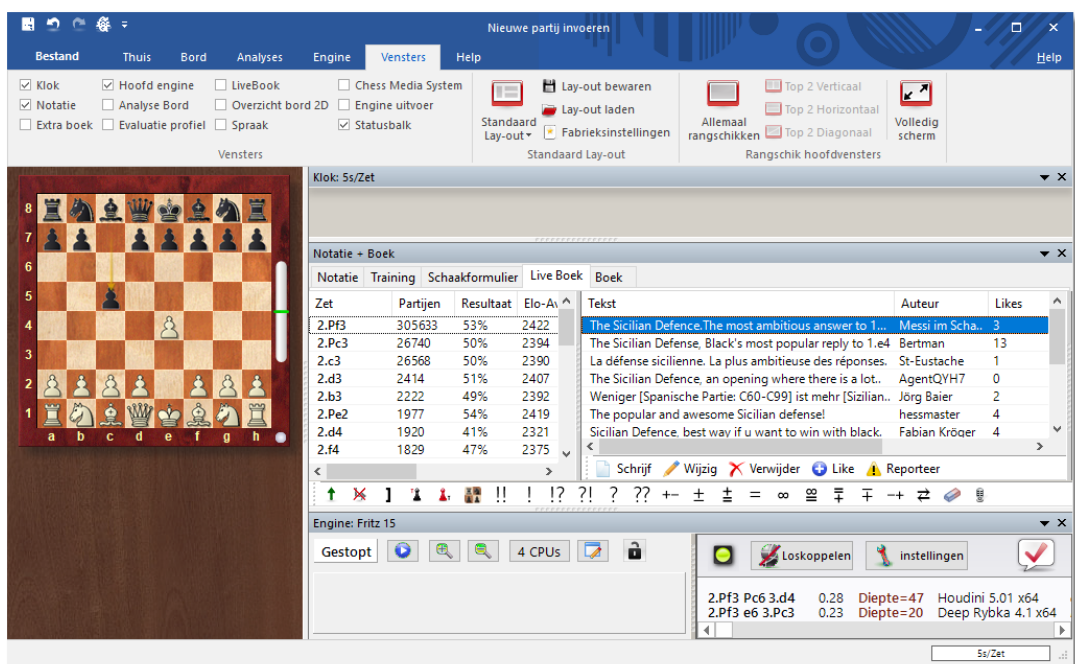 Nieuwe partij invoeren
Bestand Thuis Bord Analyses Engine Vensters Help Help
Klok Hoofd engine LiveBook Chess Media System
Notatie Analyse Bord Overzicht bord 2D Engine uitvoer
Extra boek Evaluatie profiel Spraak Statusbalk
Vensters
Standaard Lay-out
Lay-out bewaren
Lay-out laden
Fabrieksinstellingen
Standaard Lay-out
Allemaal rangschikken
Top 2 Verticaal
Top 2 Horizontaal
Top 2 Diagonaal
Volledig scherm
Rangschik hoofdvensters
8
7
6
5
4
3
2
1
a b c d e f g h
Klok: 5s/Zet
Notatie + Boek
Notatie Training Schaakformulier Live Boek Boek
Zet Partijen Resultaat Elo-Av
2.Pf3 305633 53% 2422
2.Pc3 26740 50% 2394
2.c3 26568 50% 2390
2.d3 2414 51% 2407
2.b3 2222 49% 2392
2.Pe2 1977 54% 2419
2.d4 1920 41% 2321
2.f4 1829 47% 2375
Tekst Auteur Likes
The Sicilian Defence.The most ambitious answer to 1... Messi im Scha.. 3
The Sicilian Defense, Black's most popular reply to 1.e4 Bertman 13
La défense sicilienne. La plus ambitieuse des réponses. St-Eustache 1
The Sicilian Defence, an opening where there is a lot.. AgentQYH7 0
Weniger [Spanische Partie: C60-C99] ist mehr [Sizilian.. Jörg Baier 2
The popular and awesome Sicilian defense! hessmaster 4
Sicilian Defence, best way if u want to win with black. Fabian Kröger 4
Schrijf Wijzig Verwijder Like Reporteer
] !! ! !? ?! ? ?? +− ± ⩲ = ∞ ⩱ ∓ −+ ⇄
Engine: Fritz 15
Gestopt 4 CPUs
Loskoppelen instellingen
2.Pf3 Pc6 3.d4 0.28 Diepte=47 Houdini 5.01 x64
2.Pf3 e6 3.Pc3 0.23 Diepte=20 Deep Rybka 4.1 x64
5s/Zet